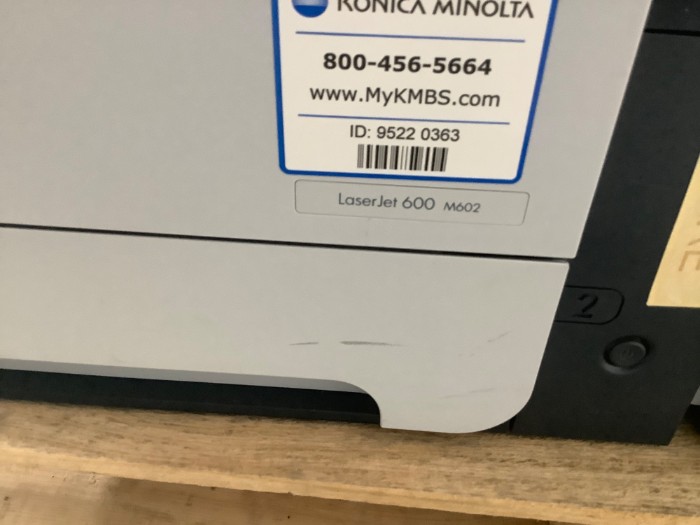 KONICA MINOLTA
800-456-5664
www.MyKMBS.com
ID: 9522 0363
LaserJet 600 M602
2